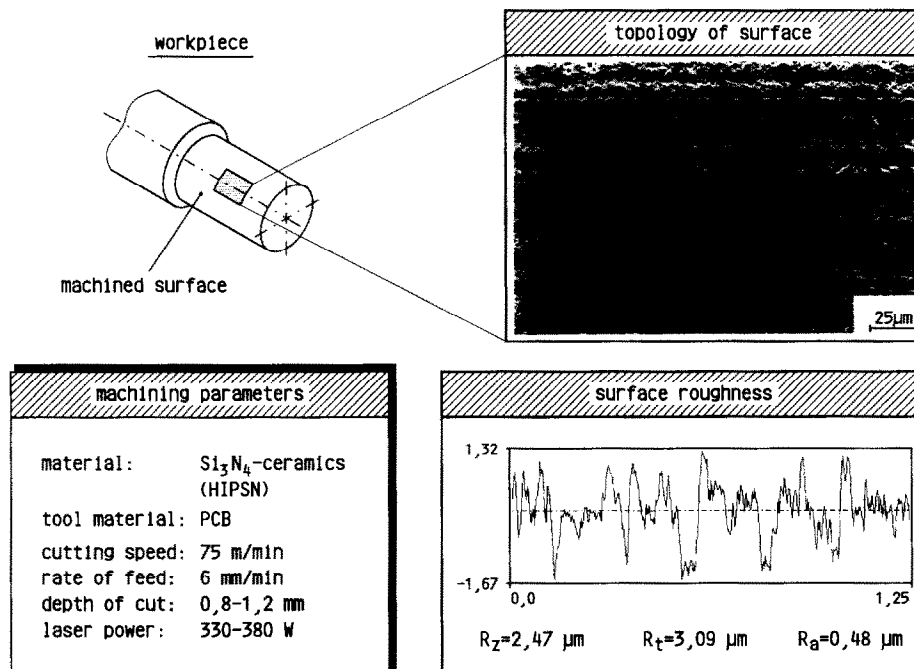 workpiece
topology of surface
machined surface
25µm
machining parameters
material: Si₃N₄-ceramics
(HIPSN)
tool material: PCB
cutting speed: 75 m/min
rate of feed: 6 mm/min
depth of cut: 0,8-1,2 mm
laser power: 330-380 W
surface roughness
1,32
-1,67
0,0 1,25
R_Z=2,47 µm R_t=3,09 µm R_a=0,48 µm